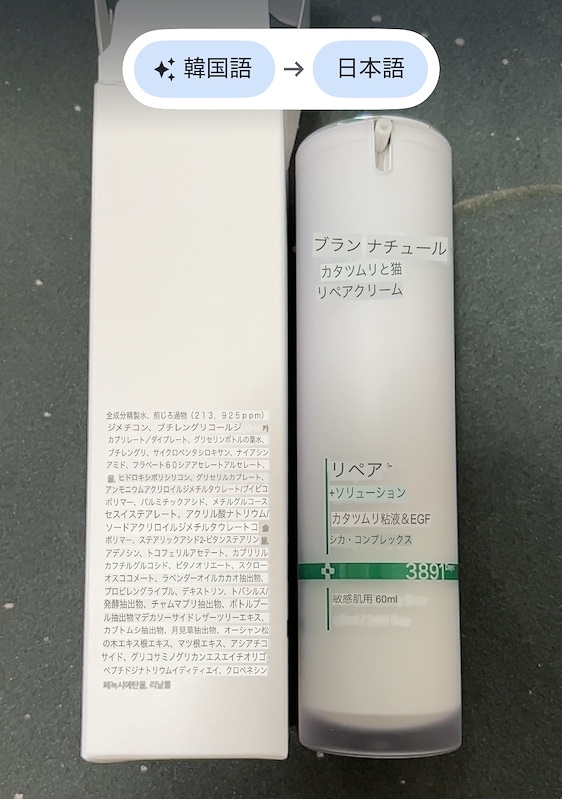 韓国語 → 日本語
ブラン ナチュール
カタツムリと猫
リペアクリーム
リペア
+ソリューション
カタツムリ粘液＆EGF
シカ・コンプレックス
3891 Days
敏感肌用 60ml
全成分精製水、煎じろ過物（213．925ppm）
ジメチコン、ブチレングリコールジ
カプリレート/ダイプレート、グリセリンボトルの葉水、
ブチレングリ、サイクロペンタシロキサン、ナイアシン
アミド、フラベート60シアアセレートアルセレート、
ヒドロキシポリシリコン、グリセリルカプレート、
アンモニウムアクリロイルジメチルタウレート/ブイピコ
ポリマー、パルミチックアシド、メチルグルコース
セスイステアレート、アクリル酸ナトリウム/
ソードアクリロイルジメチルタウレートコ
ポリマー、ステアリックアシド2-ビタンステアリン
アデノシン、トコフェリルアセテート、カプリリル
カフチルグルコシド、ビタノオリエート、スクロー
オスココメート、ラベンダーオイルカカオ抽出物、
プロピレングライプル、デキストリン、トバシルス/
発酵抽出物、チャムマプリ抽出物、ボトルプー
ル抽出物マデカソーサイドレザーツリーエキス、
カブトムシ抽出物、月見草抽出物、オーシャン松
の木エキス根エキス、マツ根エキス、アシアチコ
サイド、グリコサミノグリカンエスエイチオリゴ
ペプチドジナトリウムイディティエイ、クロペネシン
페녹시에탄올, 리날룰